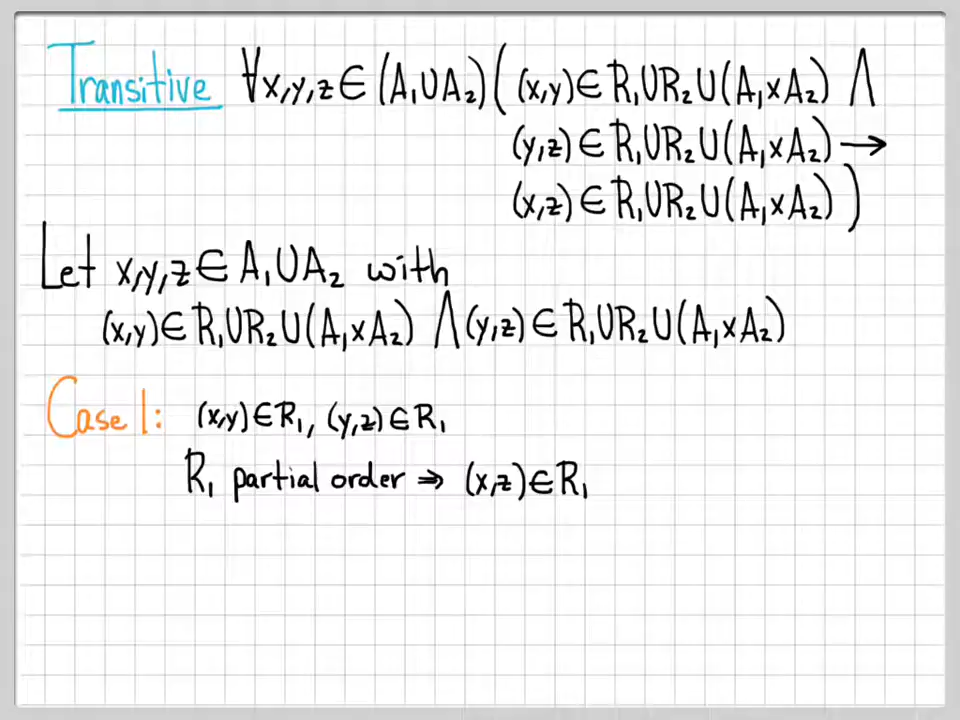 Transitive ∀x,y,z∈(A₁∪A₂)((x,y)∈R₁∪R₂∪(A₁×A₂) ∧
(y,z)∈R₁∪R₂∪(A₁×A₂)→
(x,z)∈R₁∪R₂∪(A₁×A₂))
Let x,y,z∈A₁∪A₂ with
(x,y)∈R₁∪R₂∪(A₁×A₂) ∧(y,z)∈R₁∪R₂∪(A₁×A₂)
Case 1: (x,y)∈R₁, (y,z)∈R₁
R₁ partial order ⇒ (x,z)∈R₁